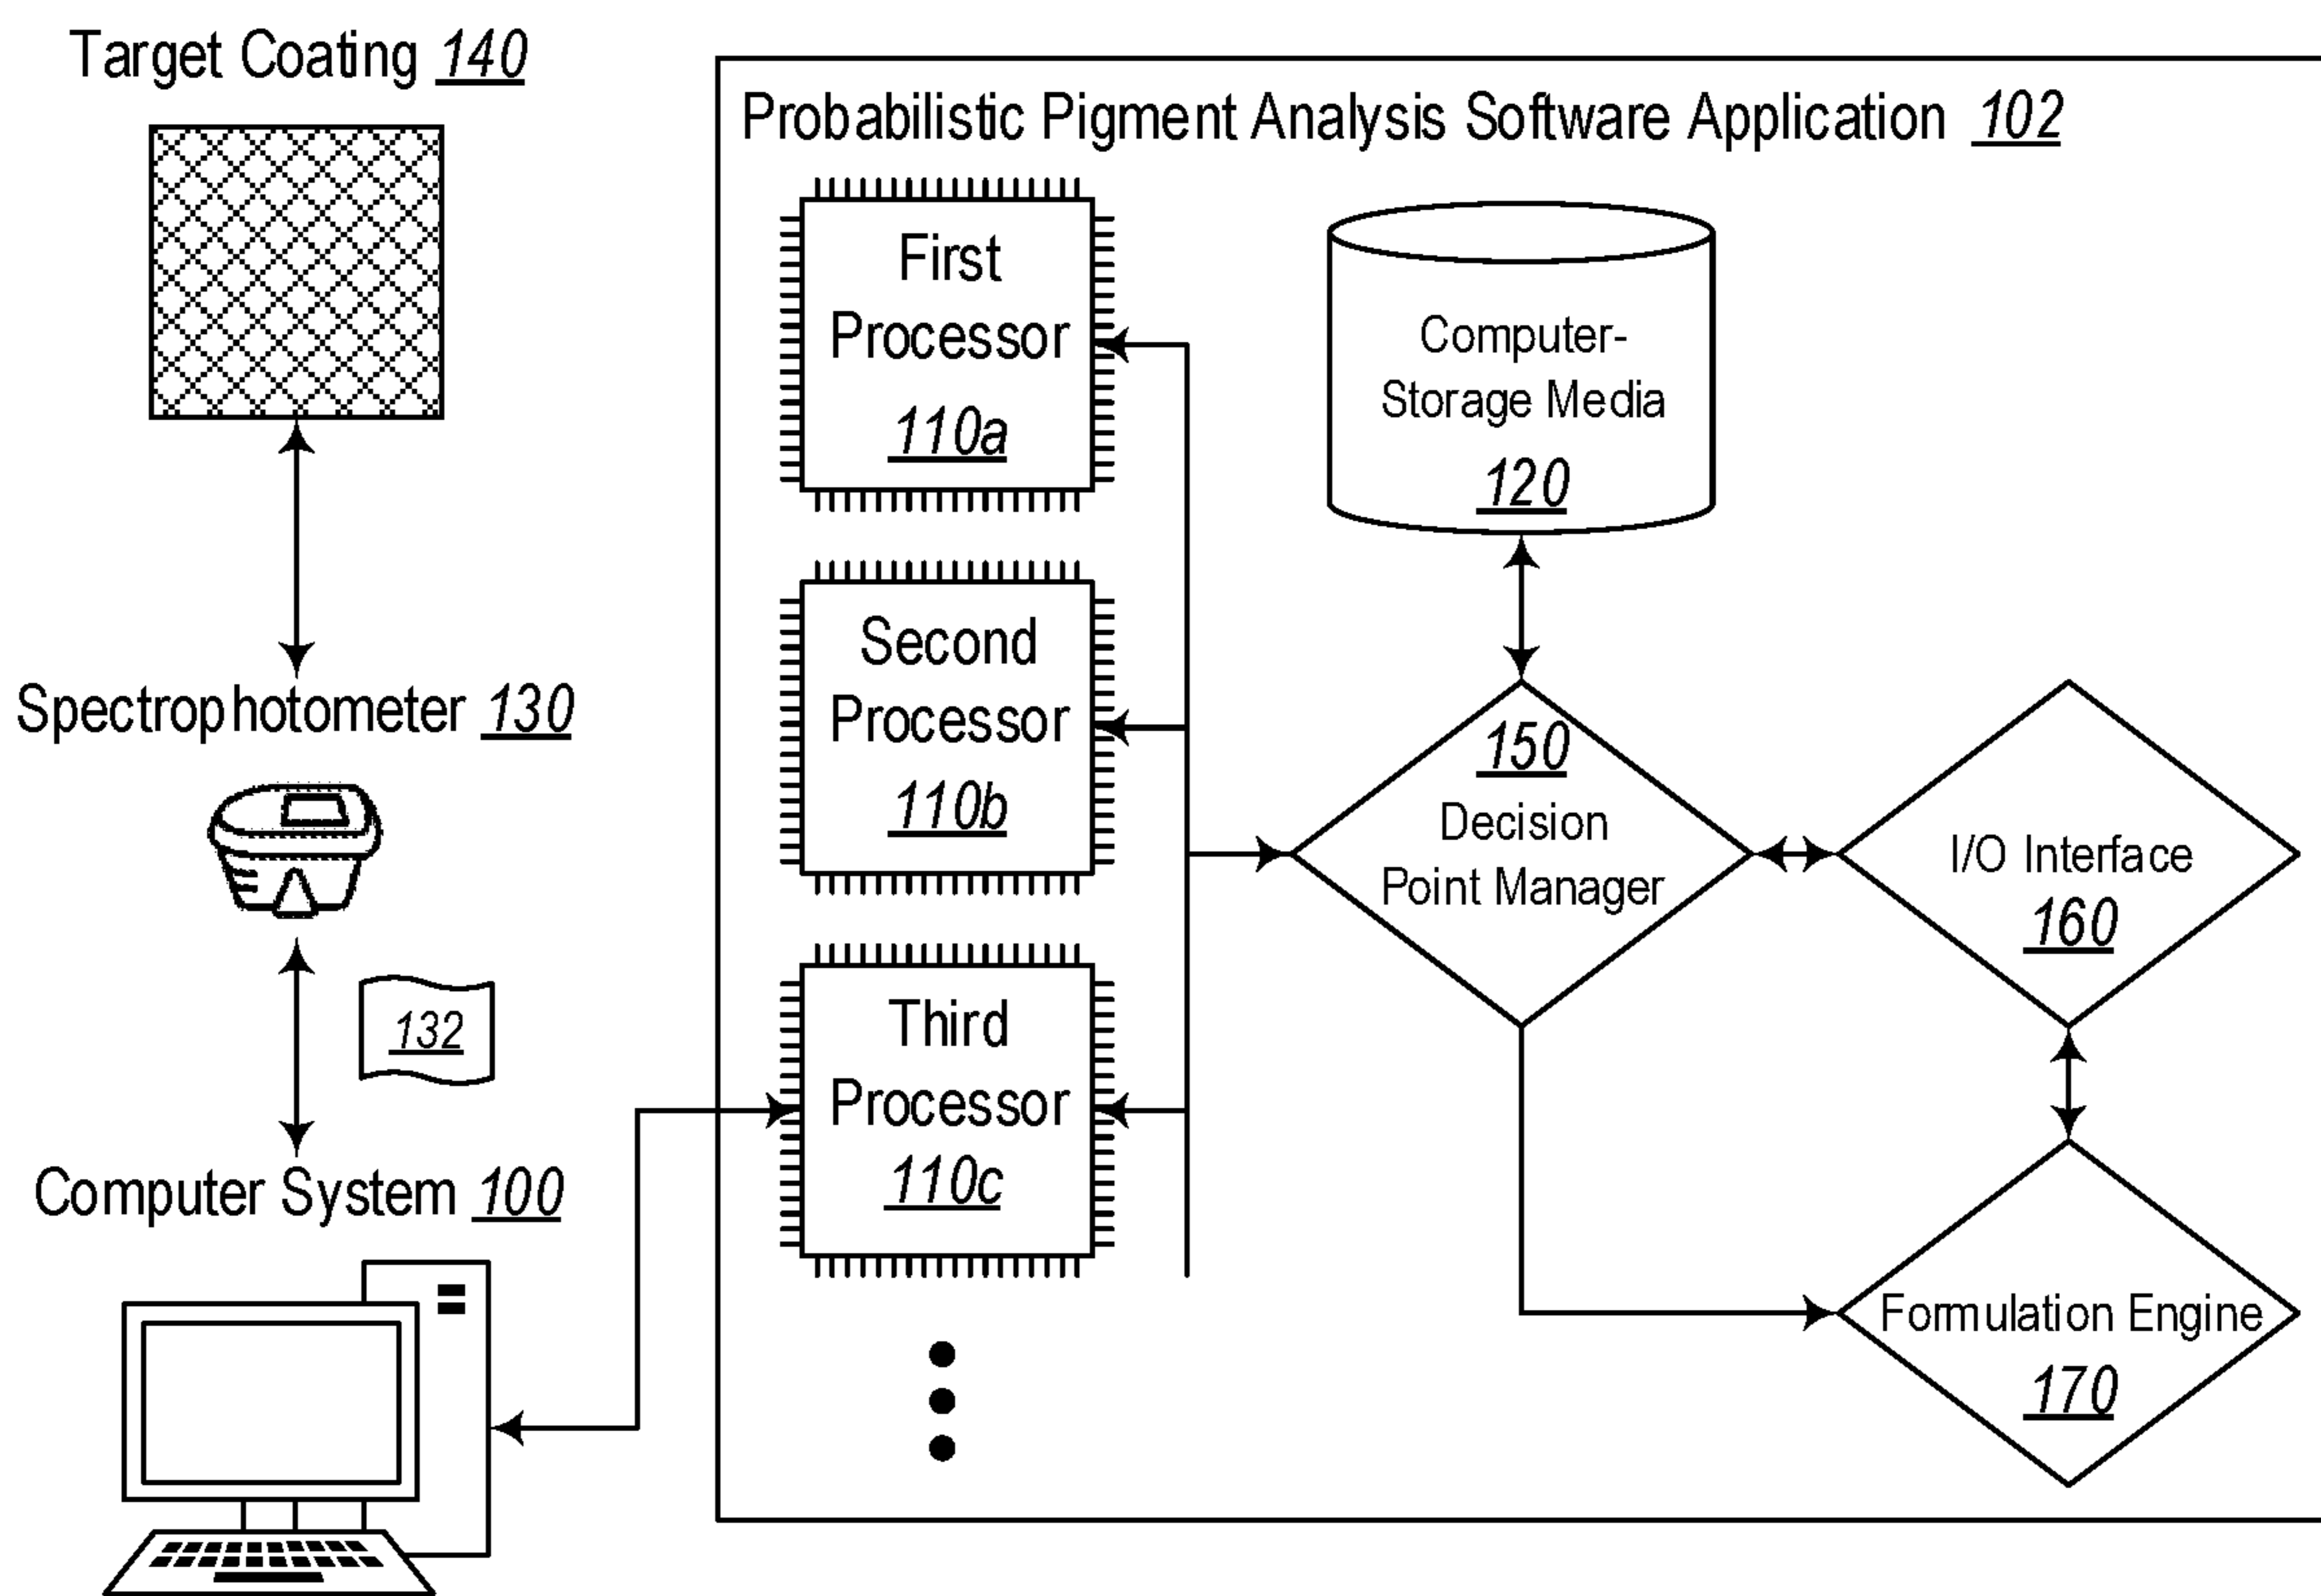 Target Coating 140
Spectrophotometer 130
132
Computer System 100
Probabilistic Pigment Analysis Software Application 102
First
Processor
110a
Second
Processor
110b
Third
Processor
110c
Computer-
Storage Media
120
150
Decision
Point Manager
I/O Interface
160
Formulation Engine
170